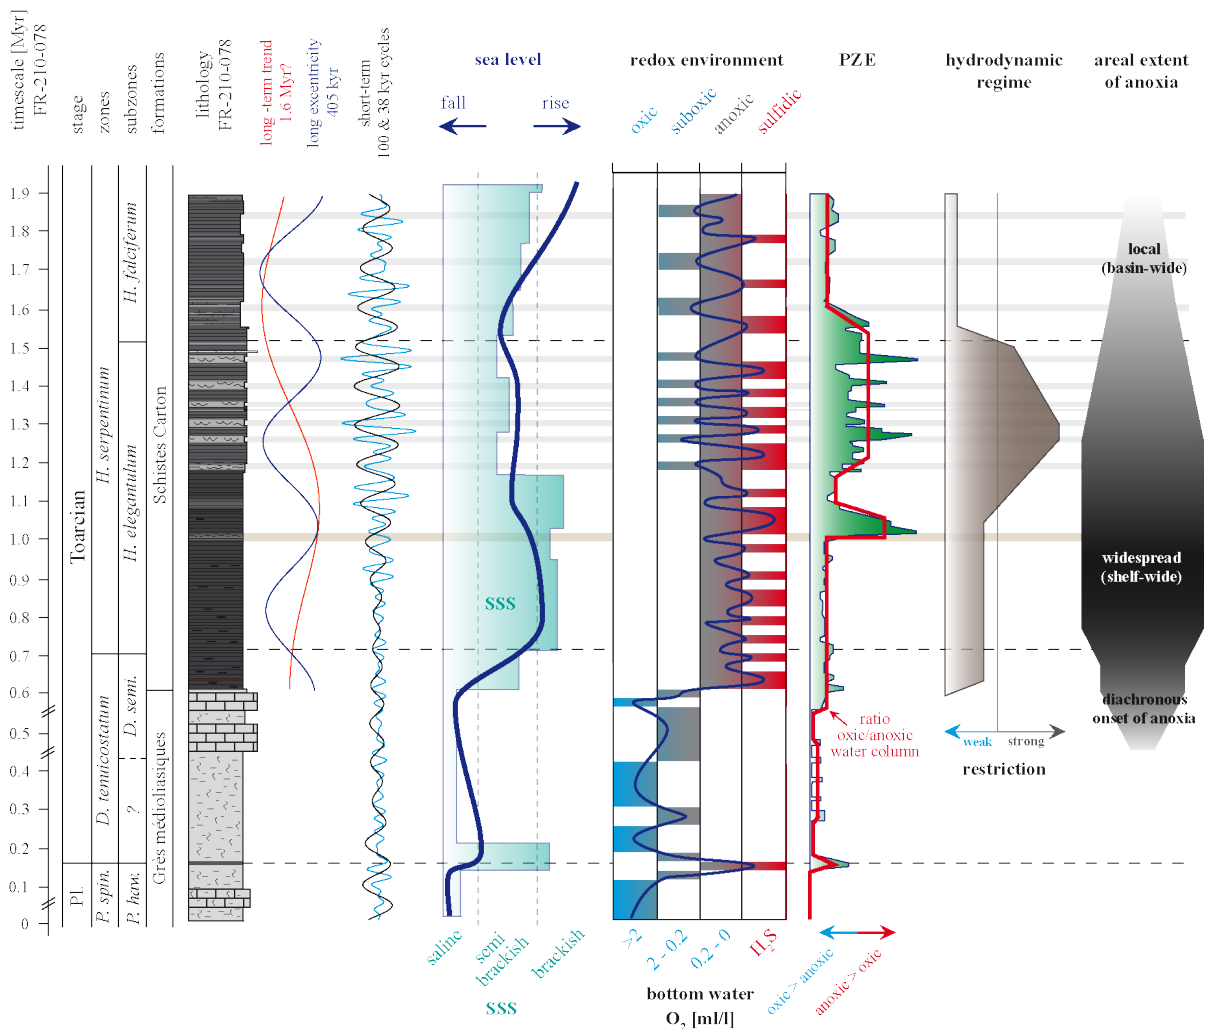 timescale [Myr]
FR-210-078
stage
zones
subzones
formations
lithology
FR-210-078
long -term trend
1.6 Myr?
long excentricity
405 kyr
short-term
100 & 38 kyr cycles
sea level
fall
rise
redox environment
oxic
suboxic
anoxic
sulfidic
PZE
hydrodynamic
regime
areal extent
of anoxia
1.9
1.8
1.7
1.6
1.5
1.4
1.3
1.2
1.1
1.0
0.9
0.8
0.7
0.6
0.5
0.4
0.3
0.2
0.1
0
Toarcian
Pl.
H. serpentinum
D. tenuicostatum
P. spin.
H. falciferum
H. elegantulum
D. semi.
?
P. haw.
Schistes Carton
Grès médioliasiques
SSS
local
(basin-wide)
widespread
(shelf-wide)
diachronous
onset of anoxia
ratio
oxic/anoxic
water column
weak
strong
restriction
saline
semi
brackish
brackish
SSS
>2
2 - 0.2
0.2 - 0
H2S
bottom water
O2 [ml/l]
oxic > anoxic
anoxic > oxic